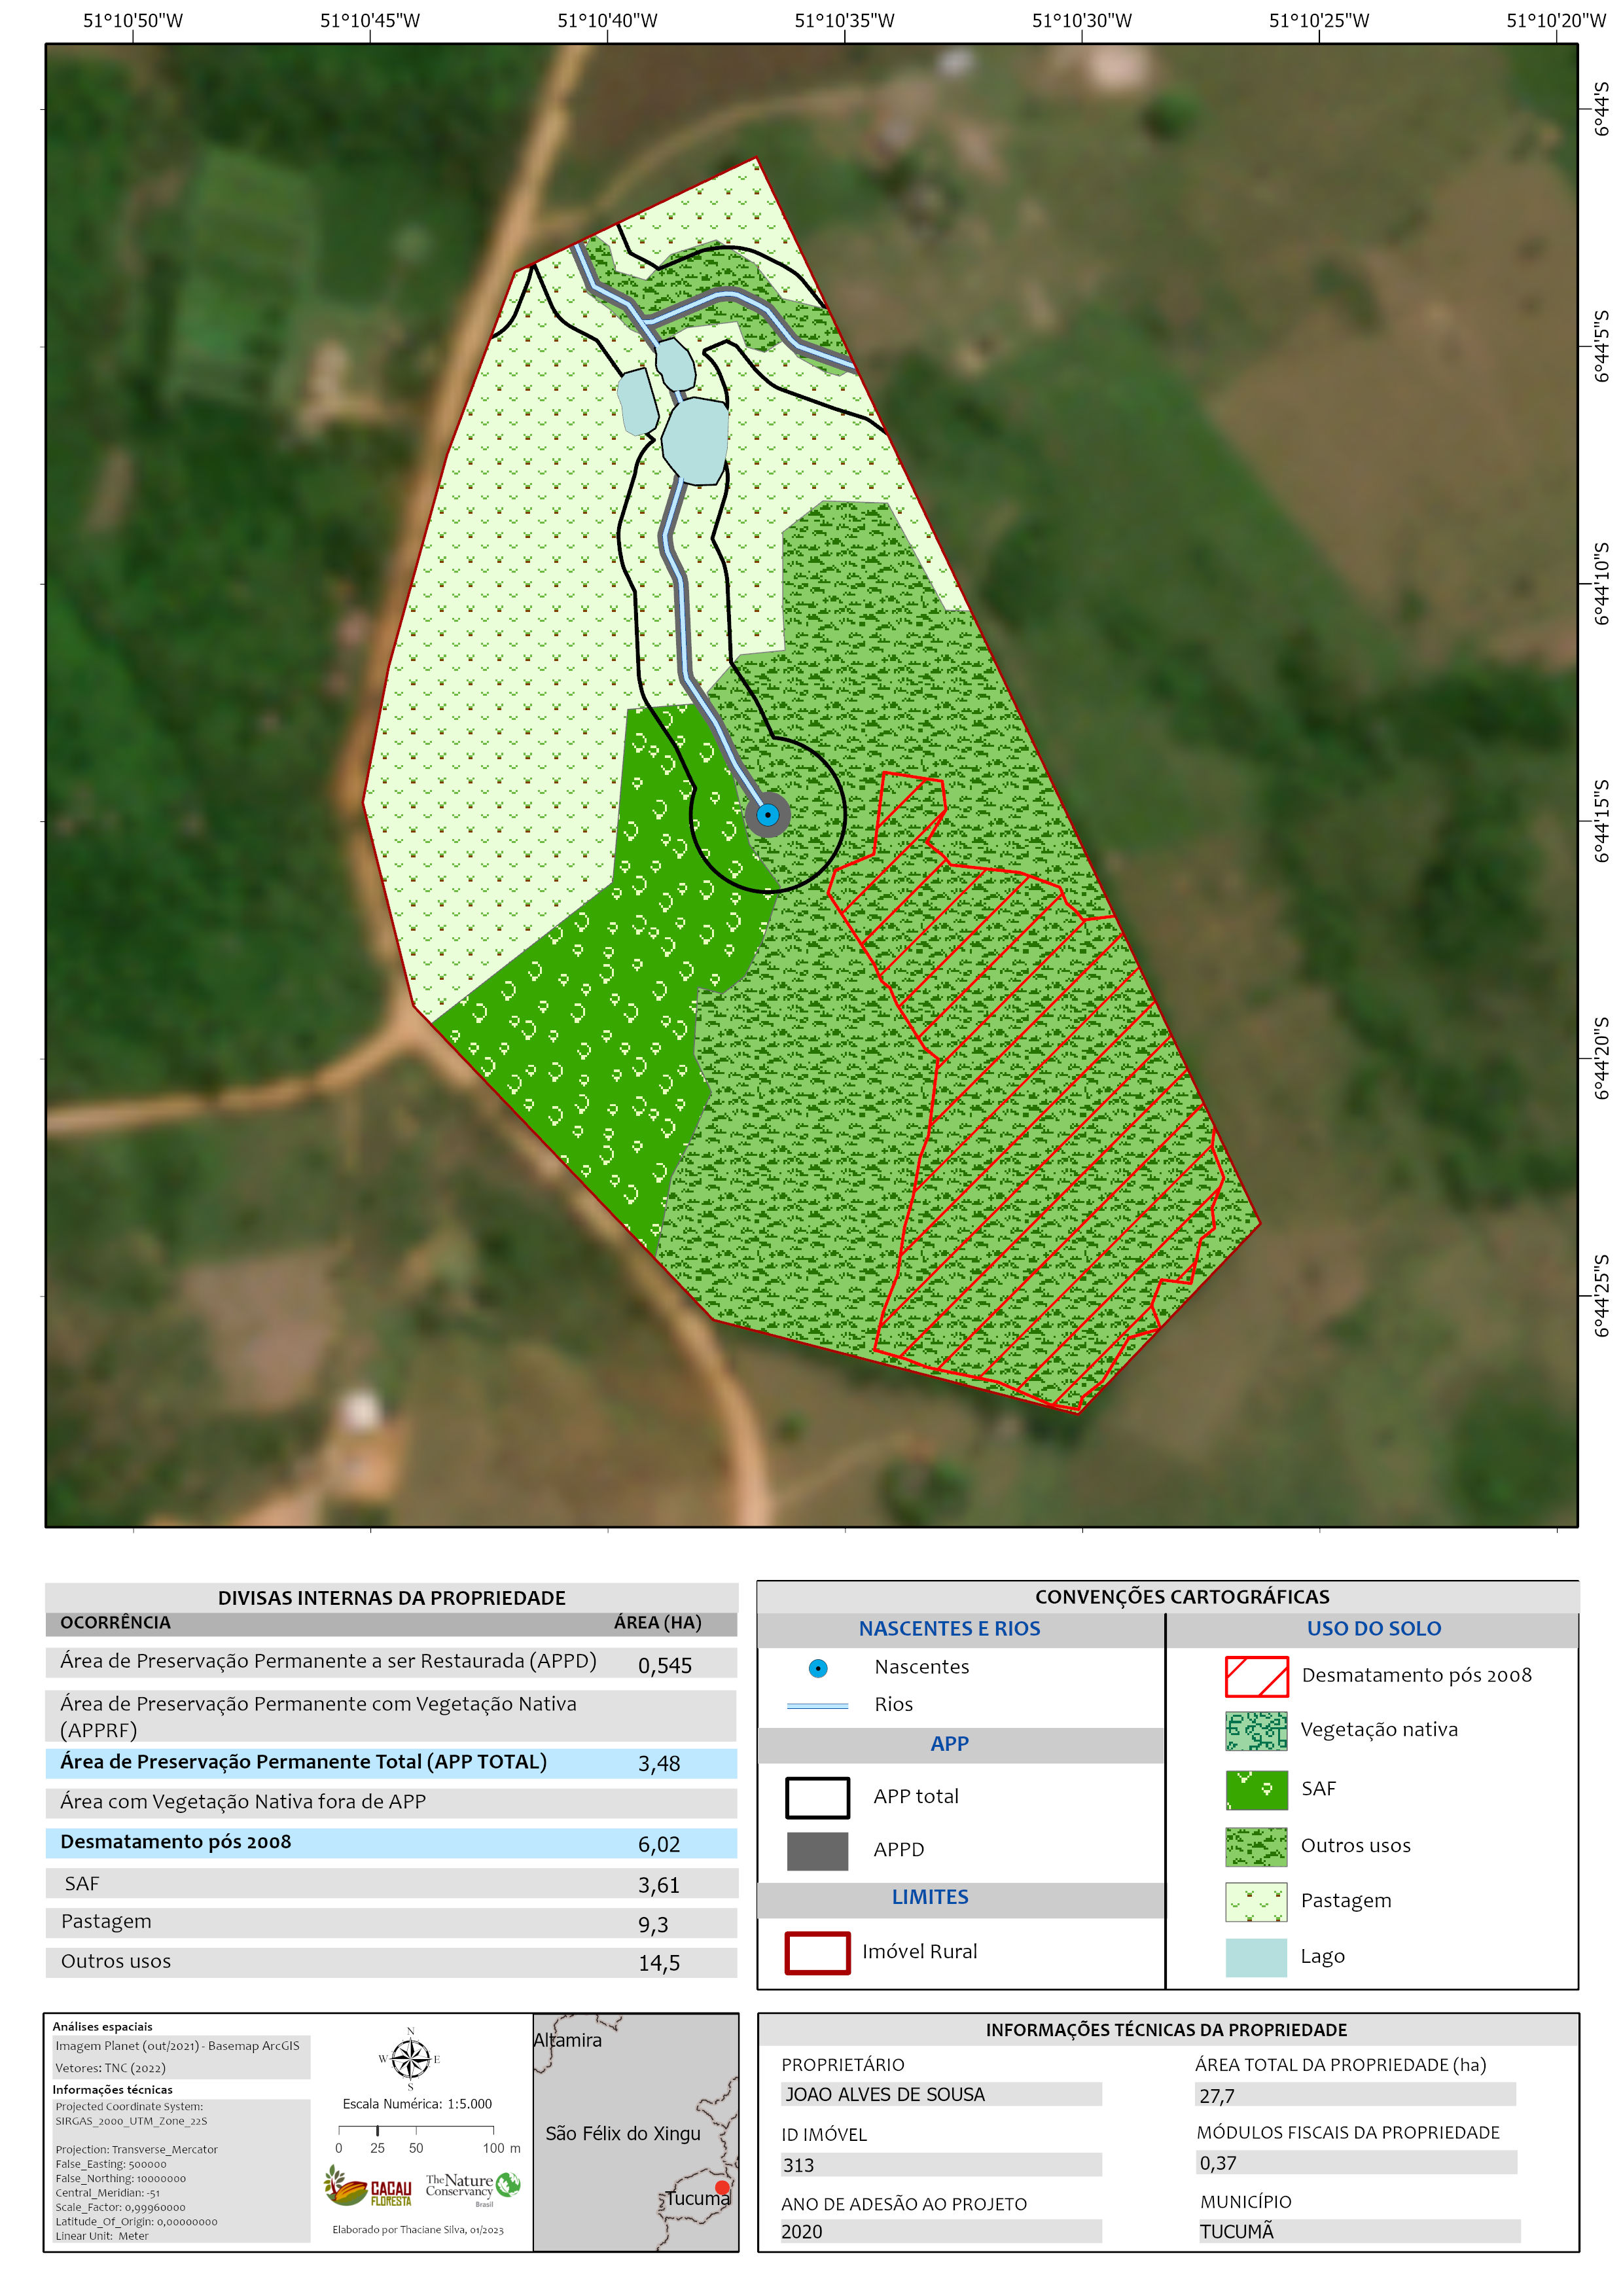 51°10'50"W 51°10'45"W 51°10'40"W 51°10'35"W 51°10'30"W 51°10'25"W 51°10'20"W
6°44'S
6°44'5"S
6°44'10"S
6°44'15"S
6°44'20"S
6°44'25"S
DIVISAS INTERNAS DA PROPRIEDADE
OCORRÊNCIA ÁREA (HA)
Área de Preservação Permanente a ser Restaurada (APPD) 0,545
Área de Preservação Permanente com Vegetação Nativa
(APPRF)
Área de Preservação Permanente Total (APP TOTAL) 3,48
Área com Vegetação Nativa fora de APP
Desmatamento pós 2008 6,02
SAF 3,61
Pastagem 9,3
Outros usos 14,5
CONVENÇÕES CARTOGRÁFICAS
NASCENTES E RIOS
Nascentes
Rios
APP
APP total
APPD
LIMITES
Imóvel Rural
USO DO SOLO
Desmatamento pós 2008
Vegetação nativa
SAF
Outros usos
Pastagem
Lago
Análises espaciais
Imagem Planet (out/2021) - Basemap ArcGIS
Vetores: TNC (2022)
Informações técnicas
Projected Coordinate System:
SIRGAS_2000_UTM_Zone_22S
Projection: Transverse_Mercator
False_Easting: 500000
False_Northing: 10000000
Central_Meridian: -51
Scale_Factor: 0,99960000
Latitude_Of_Origin: 0,00000000
Linear Unit: Meter
N
W E
S
Escala Numérica: 1:5.000
0 25 50 100 m
CACAU
FLORESTA
The Nature
Conservancy
Brasil
Elaborado por Thaciane Silva, 01/2023
Altamira
São Félix do Xingu
Tucumã
INFORMAÇÕES TÉCNICAS DA PROPRIEDADE
PROPRIETÁRIO
JOAO ALVES DE SOUSA
ID IMÓVEL
313
ANO DE ADESÃO AO PROJETO
2020
ÁREA TOTAL DA PROPRIEDADE (ha)
27,7
MÓDULOS FISCAIS DA PROPRIEDADE
0,37
MUNICÍPIO
TUCUMÃ